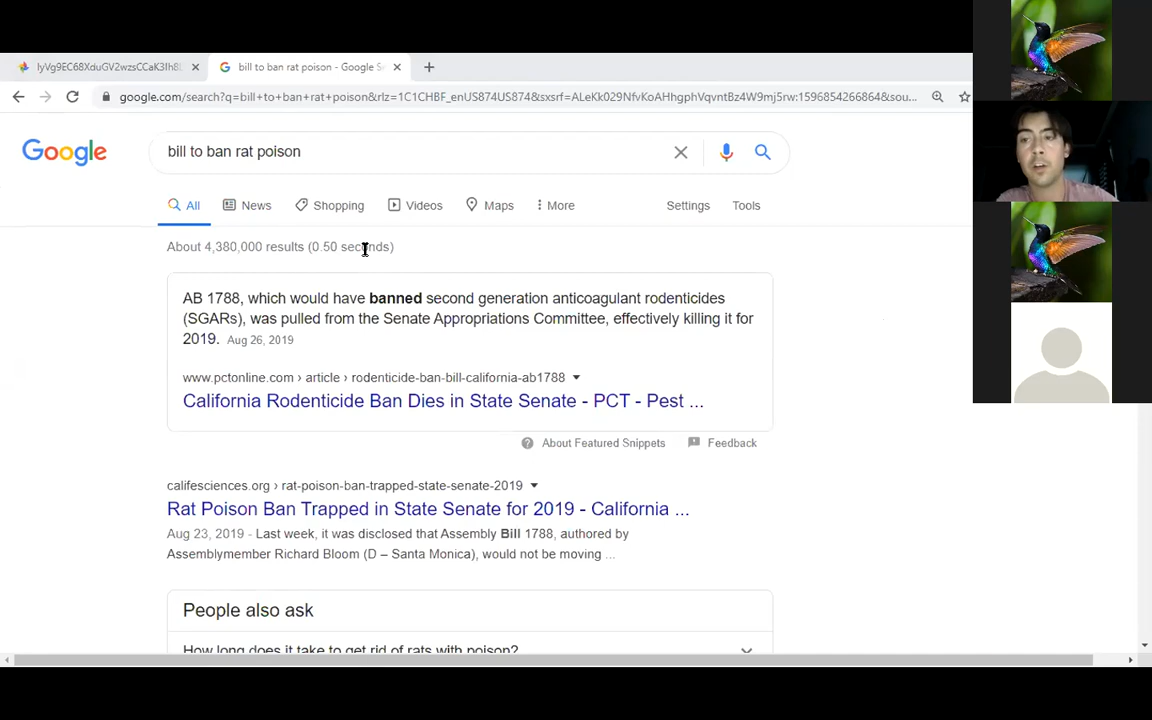 lyVg9EC68XduGV2wzsCCaK3Ih8
bill to ban rat poison - Google S
google.com/search?q=bill+to+ban+rat+poison&rlz=1C1CHBF_enUS874US874&sxsrf=ALeKk029NfvKoAHhgphVqvntBz4W9mj5rw:1596854266864&sou...
Google
bill to ban rat poison
All News Shopping Videos Maps More Settings Tools
About 4,380,000 results (0.50 seconds)
AB 1788, which would have banned second generation anticoagulant rodenticides
(SGARs), was pulled from the Senate Appropriations Committee, effectively killing it for
2019. Aug 26, 2019
www.pctonline.com › article › rodenticide-ban-bill-california-ab1788
California Rodenticide Ban Dies in State Senate - PCT - Pest ...
About Featured Snippets Feedback
califesciences.org › rat-poison-ban-trapped-state-senate-2019
Rat Poison Ban Trapped in State Senate for 2019 - California ...
Aug 23, 2019 - Last week, it was disclosed that Assembly Bill 1788, authored by
Assemblymember Richard Bloom (D – Santa Monica), would not be moving ...
People also ask
How long does it take to get rid of rats with poison?